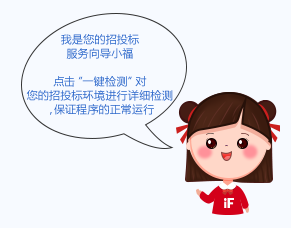 我是您的招投标
服务向导小福
点击“一键检测”对
您的招投标环境进行详细检测
,保证程序的正常运行
iF